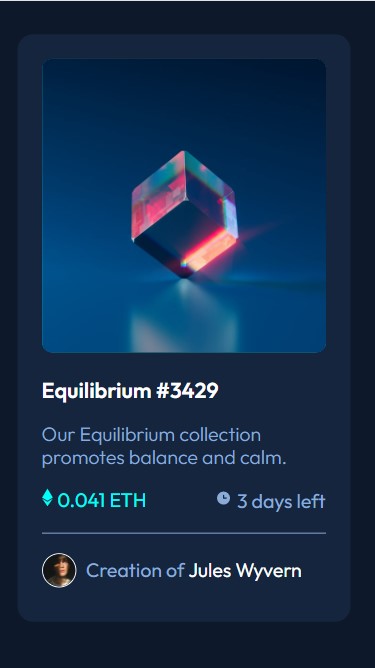 Equilibrium #3429
Our Equilibrium collection
promotes balance and calm.
0.041 ETH
3 days left
Creation of Jules Wyvern